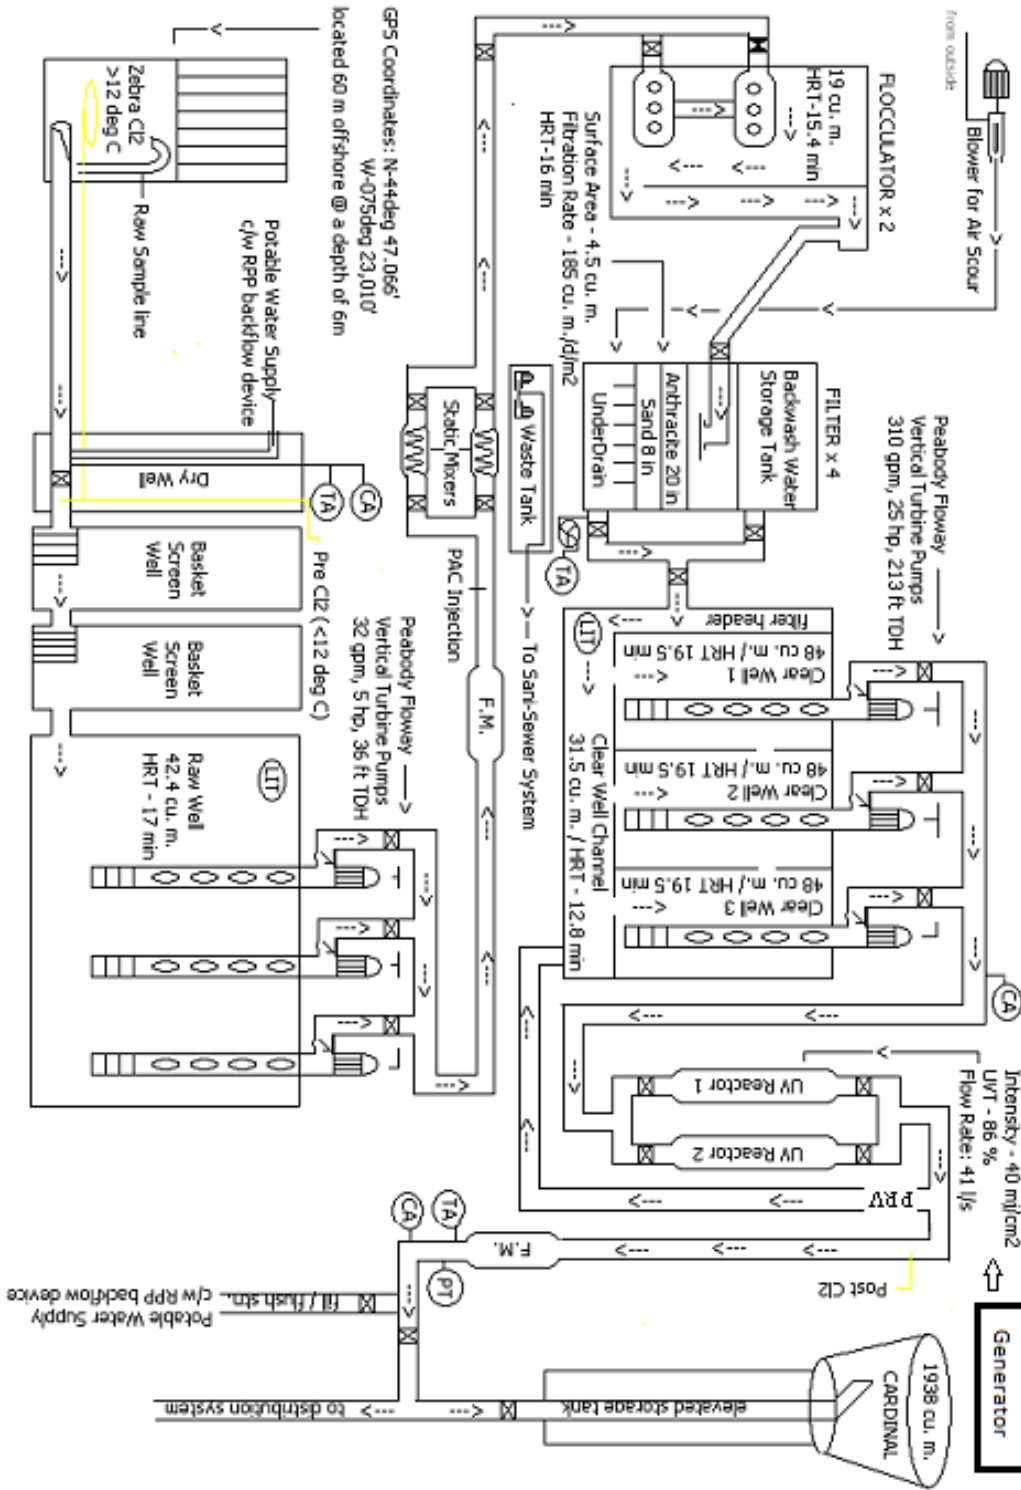 from outside
Blower for Air Scour
FLOCCULATOR x 2
19 cu. m.
HRT-15.4 min
Surface Area - 4.5 cu. m.
Filtration Rate - 185 cu. m./d/m2
HRT-16 min
GPS Coordinates: N-44deg 47.066'
W-075deg 23,010'
located 60 m offshore @ a depth of 6m
Zebra Cl2
>12 deg C
Raw Sample line
Potable Water Supply
c/w RPP backflow device
Dry Well
TA
CA
Pre Cl2 (<12 deg C)
Basket
Screen
Well
Basket
Screen
Well
Raw Well
42.4 cu. m.
HRT - 17 min
LIT
Peabody Floway
Vertical Turbine Pumps
32 gpm, 5 hp, 36 ft TDH
Static Mixers
PAC Injection
F.M.
Waste Tank
To Sani-Sewer System
FILTER x 4
Backwash Water
Storage Tank
Anthracite 20 in
Sand 8 in
UnderDrain
TA
Peabody Floway
Vertical Turbine Pumps
310 gpm, 25 hp, 213 ft TDH
filter header
LIT
48 cu. m. / HRT 19.5 min
Clear Well 1
48 cu. m. / HRT 19.5 min
Clear Well 2
48 cu. m. / HRT 19.5 min
Clear Well 3
Clear Well Channel
31.5 cu. m. / HRT - 12.8 min
CA
Intensity - 40 mj/cm2
UVT - 86 %
Flow Rate: 41 l/s
UV Reactor 1
UV Reactor 2
PRV
Generator
Post Cl2
F.M.
TA
CA
PT
fill / flush stn.
c/w RPP backflow device
Potable Water Supply
1938 cu. m.
CARDINAL
elevated storage tank
to distribution system